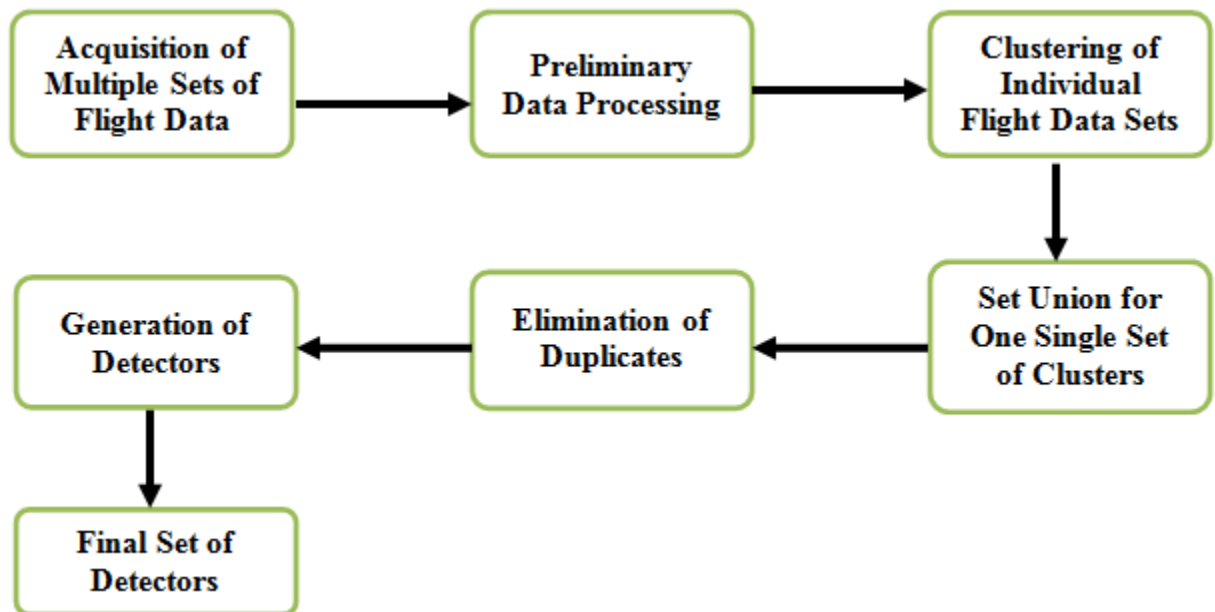 Acquisition of
Multiple Sets of
Flight Data
Preliminary
Data Processing
Clustering of
Individual
Flight Data Sets
Set Union for
One Single Set
of Clusters
Elimination of
Duplicates
Generation of
Detectors
Final Set of
Detectors